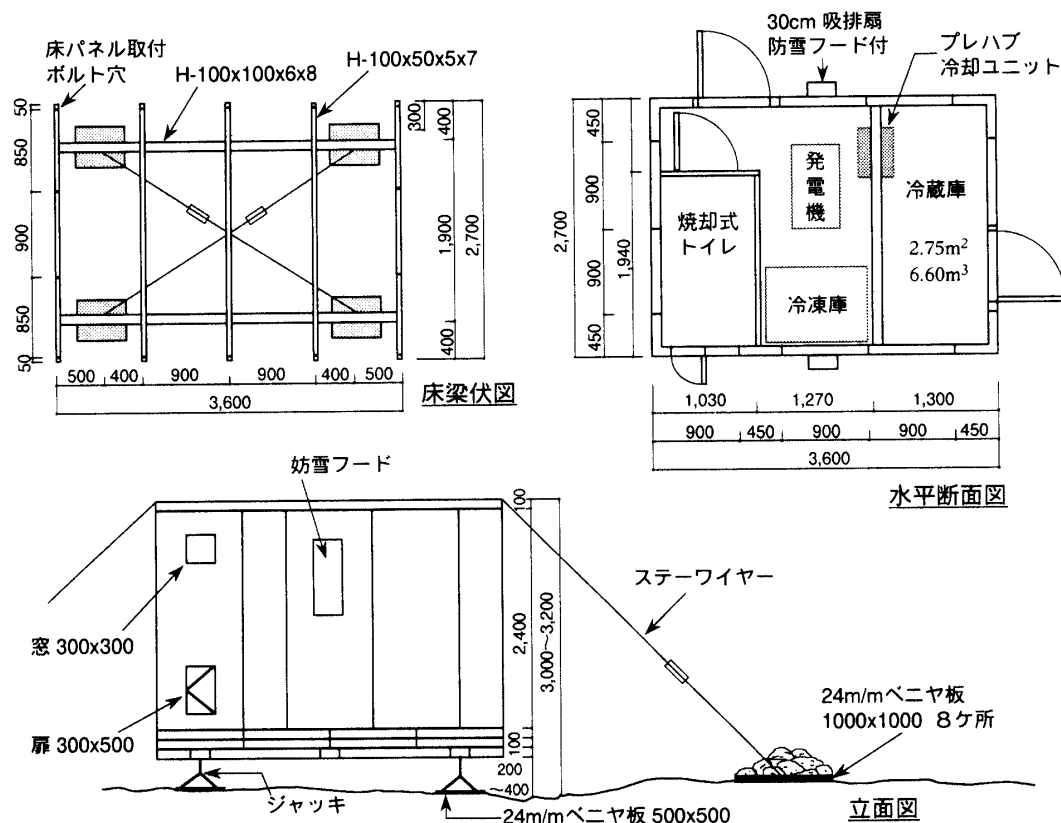 床パネル取付
ボルト穴
H-100x100x6x8
H-100x50x5x7
50
850
900
850
50
300
400
1,900
400
2,700
500
400
900
900
400
500
3,600
床梁伏図
30cm 吸排扇
防雪フード付
プレハブ
冷却ユニット
450
900
900
450
2,700
1,940
発電機
冷蔵庫
焼却式
トイレ
2.75m²
6.60m³
冷凍庫
1,030
1,270
1,300
900
450
900
900
450
3,600
水平断面図
妨雪フード
窓 300x300
扉 300x500
ジャッキ
24m/mベニヤ板 500x500
100
2,400
3,000〜3,200
100
200
〜400
ステーワイヤー
24m/mベニヤ板
1000x1000 8ケ所
立面図